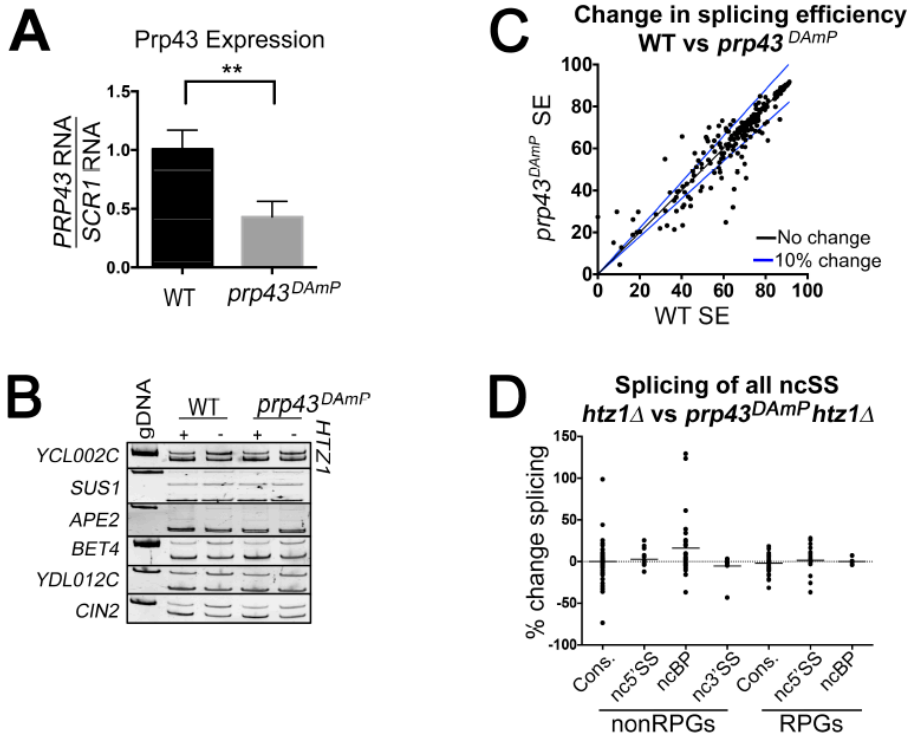 A
Prp43 Expression
**
PRP43 RNA
SCR1 RNA
1.5
1.0
0.5
0.0
WT
prp43DAmP
B
gDNA
WT
prp43DAmP
+
-
+
-
HTZ1
YCL002C
SUS1
APE2
BET4
YDL012C
CIN2
C
Change in splicing efficiency
WT vs prp43 DAmP
prp43DAmP SE
100
80
60
40
20
0
0
20
40
60
80
100
No change
10% change
WT SE
D
Splicing of all ncSS
htz1Δ vs prp43DAmP htz1Δ
% change splicing
150
100
50
0
-50
-100
Cons.
nc5'SS
ncBP
nc3'SS
Cons.
nc5'SS
ncBP
nonRPGs
RPGs